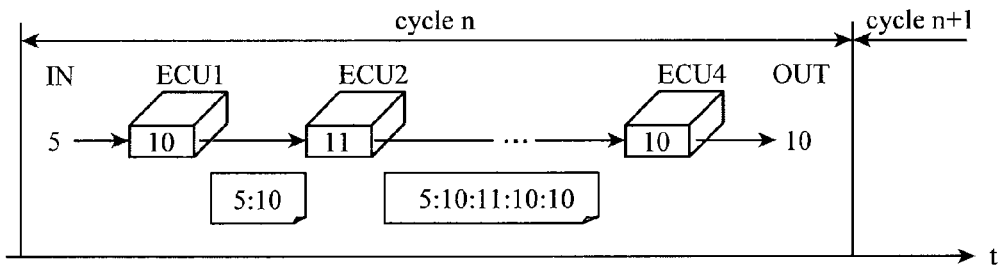 cycle n cycle n+1
IN ECU1 ECU2 ECU4 OUT
5 10 11 ... 10 10
5:10 5:10:11:10:10
t